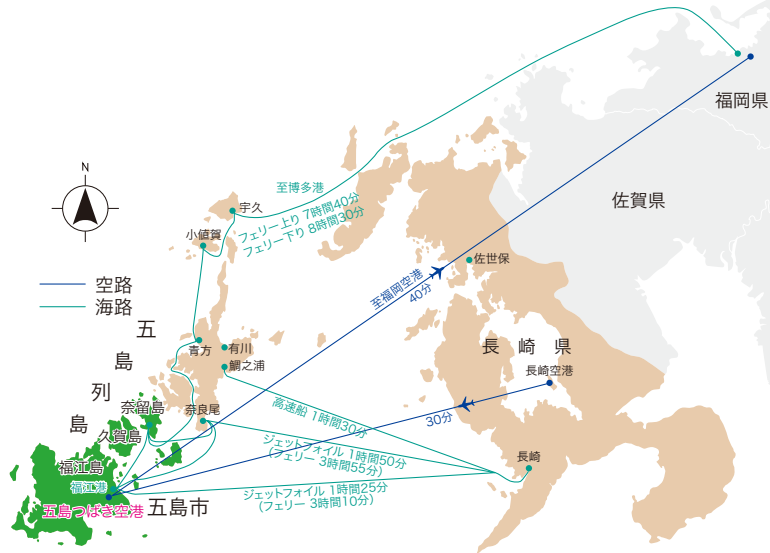 福岡県
佐賀県
N
至博多港
宇久
フェリー上り 7時間40分
フェリー下り 8時間30分
小値賀
佐世保
至福岡空港
40分
空路
海路
五島列島
青方
有川
鯛之浦
長崎県
長崎空港
奈留島
奈良尾
久賀島
高速船 1時間30分
30分
ジェットフォイル 1時間50分
（フェリー 3時間55分）
長崎
福江島
福江港
ジェットフォイル 1時間25分
（フェリー 3時間10分）
五島つばき空港
五島市